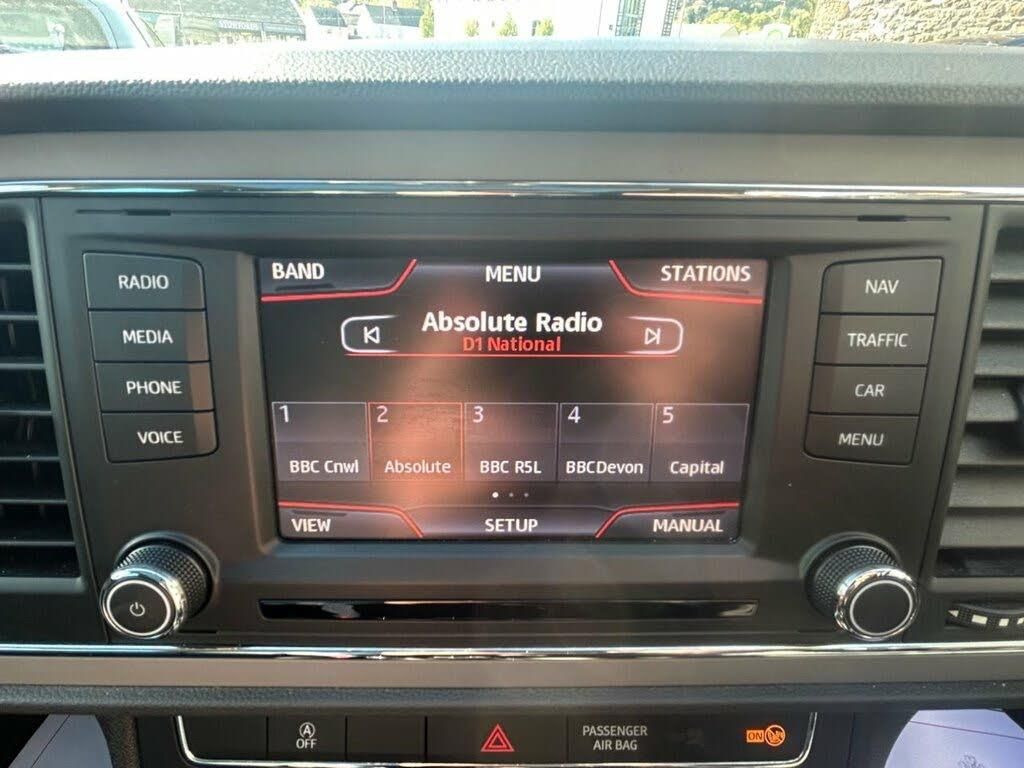 BAND MENU STATIONS
RADIO
MEDIA
PHONE
VOICE
Absolute Radio
D1 National
1 2 3 4 5
BBC Cnwl Absolute BBC R5L BBCDevon Capital
VIEW SETUP MANUAL
NAV
TRAFFIC
CAR
MENU
A
OFF
PASSENGER
AIR BAG
ON